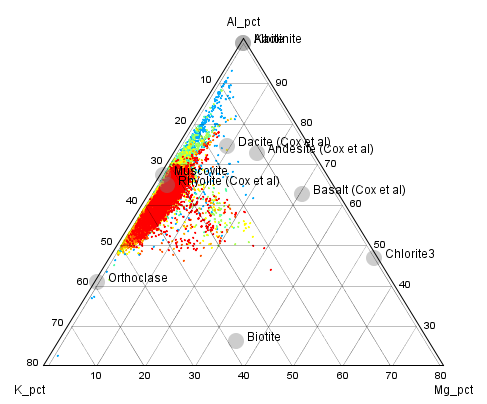 Al_pct
Kaolinite
10
90
20
80
Dacite (Cox et al)
Andesite (Cox et al)
30
70
Muscovite
Rhyolite (Cox et al)
Basalt (Cox et al)
40
60
50
50
Chlorite3
60
Orthoclase
40
70
30
Biotite
80
10
20
30
40
50
60
70
80
K_pct
Mg_pct